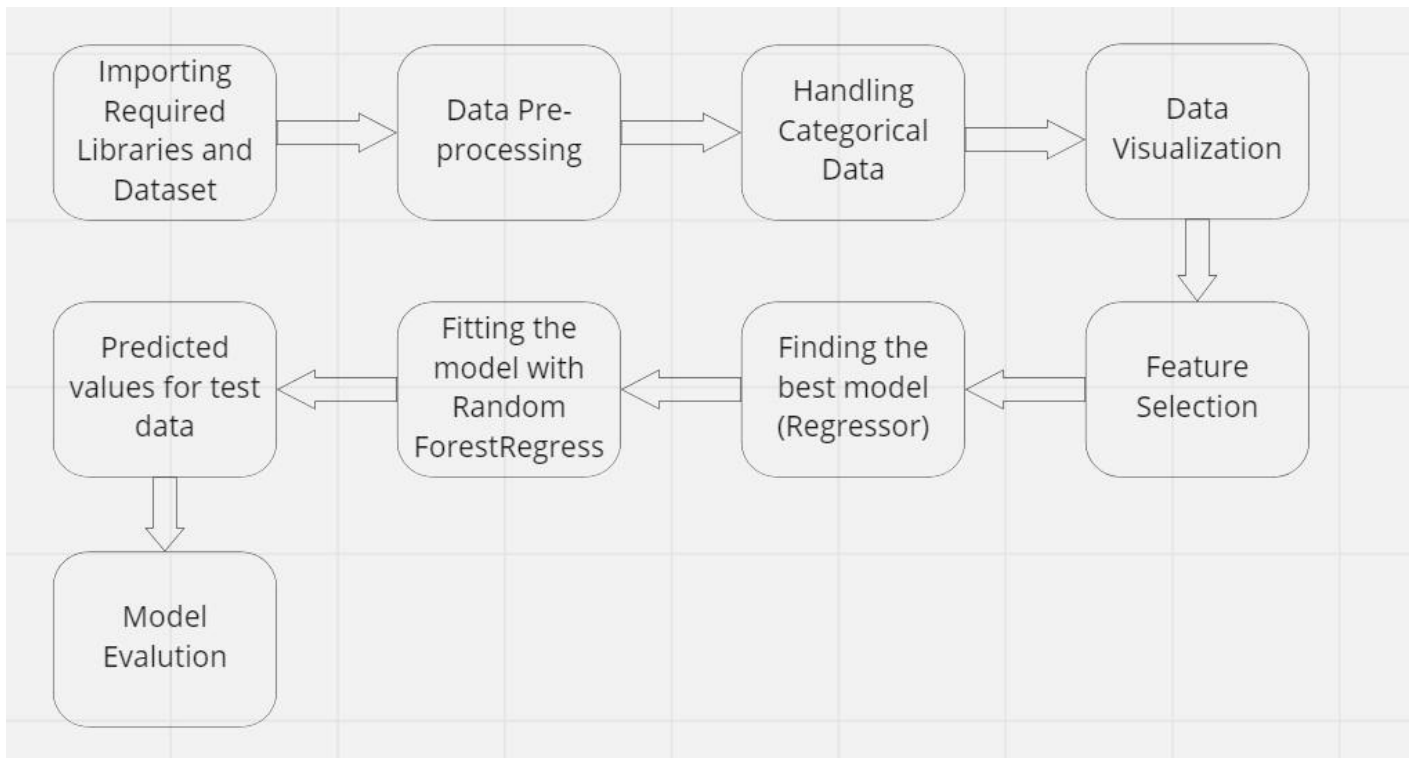 Importing
Required
Libraries and
Dataset
Data Pre-
processing
Handling
Categorical
Data
Data
Visualization
Feature
Selection
Finding the
best model
(Regressor)
Fitting the
model with
Random
ForestRegress
Predicted
values for test
data
Model
Evalution